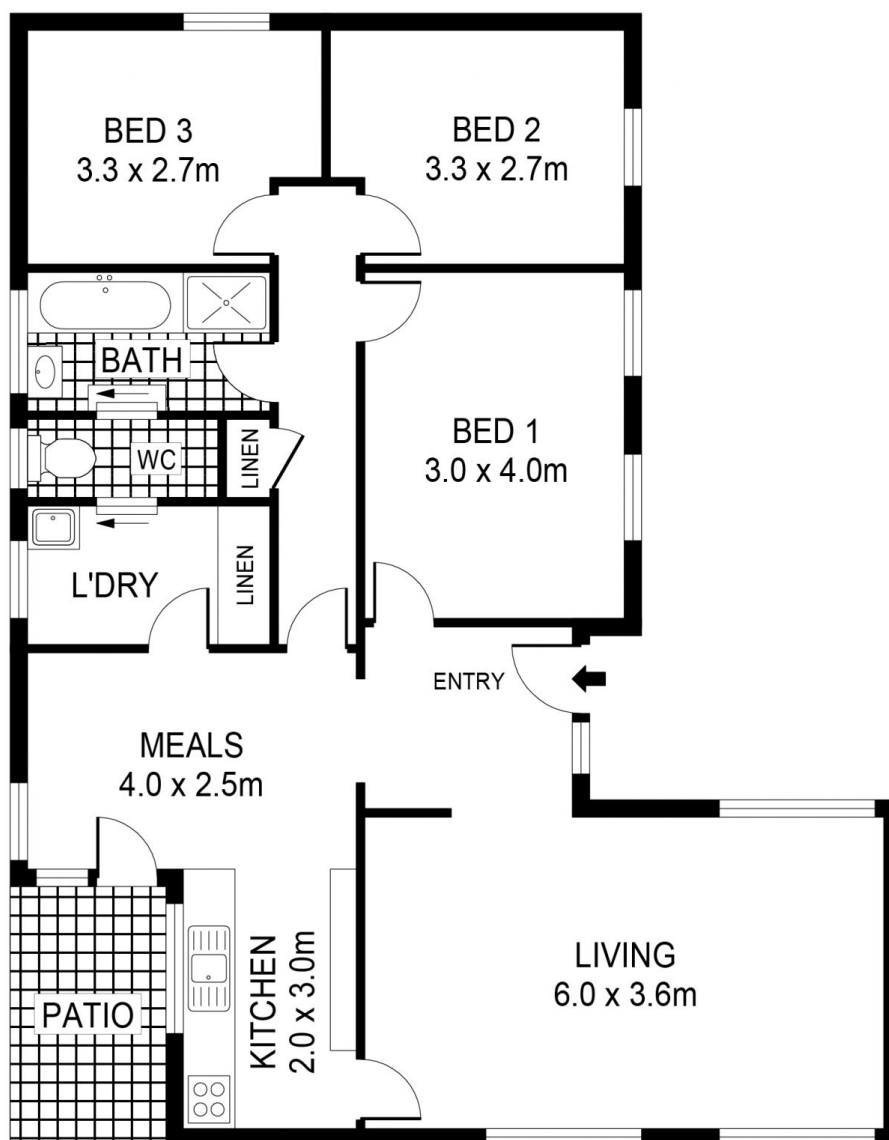 BED 3
3.3 x 2.7m
BED 2
3.3 x 2.7m
BATH
BED 1
3.0 x 4.0m
WC
LINEN
L'DRY
LINEN
ENTRY
MEALS
4.0 x 2.5m
KITCHEN
2.0 x 3.0m
LIVING
6.0 x 3.6m
PATIO